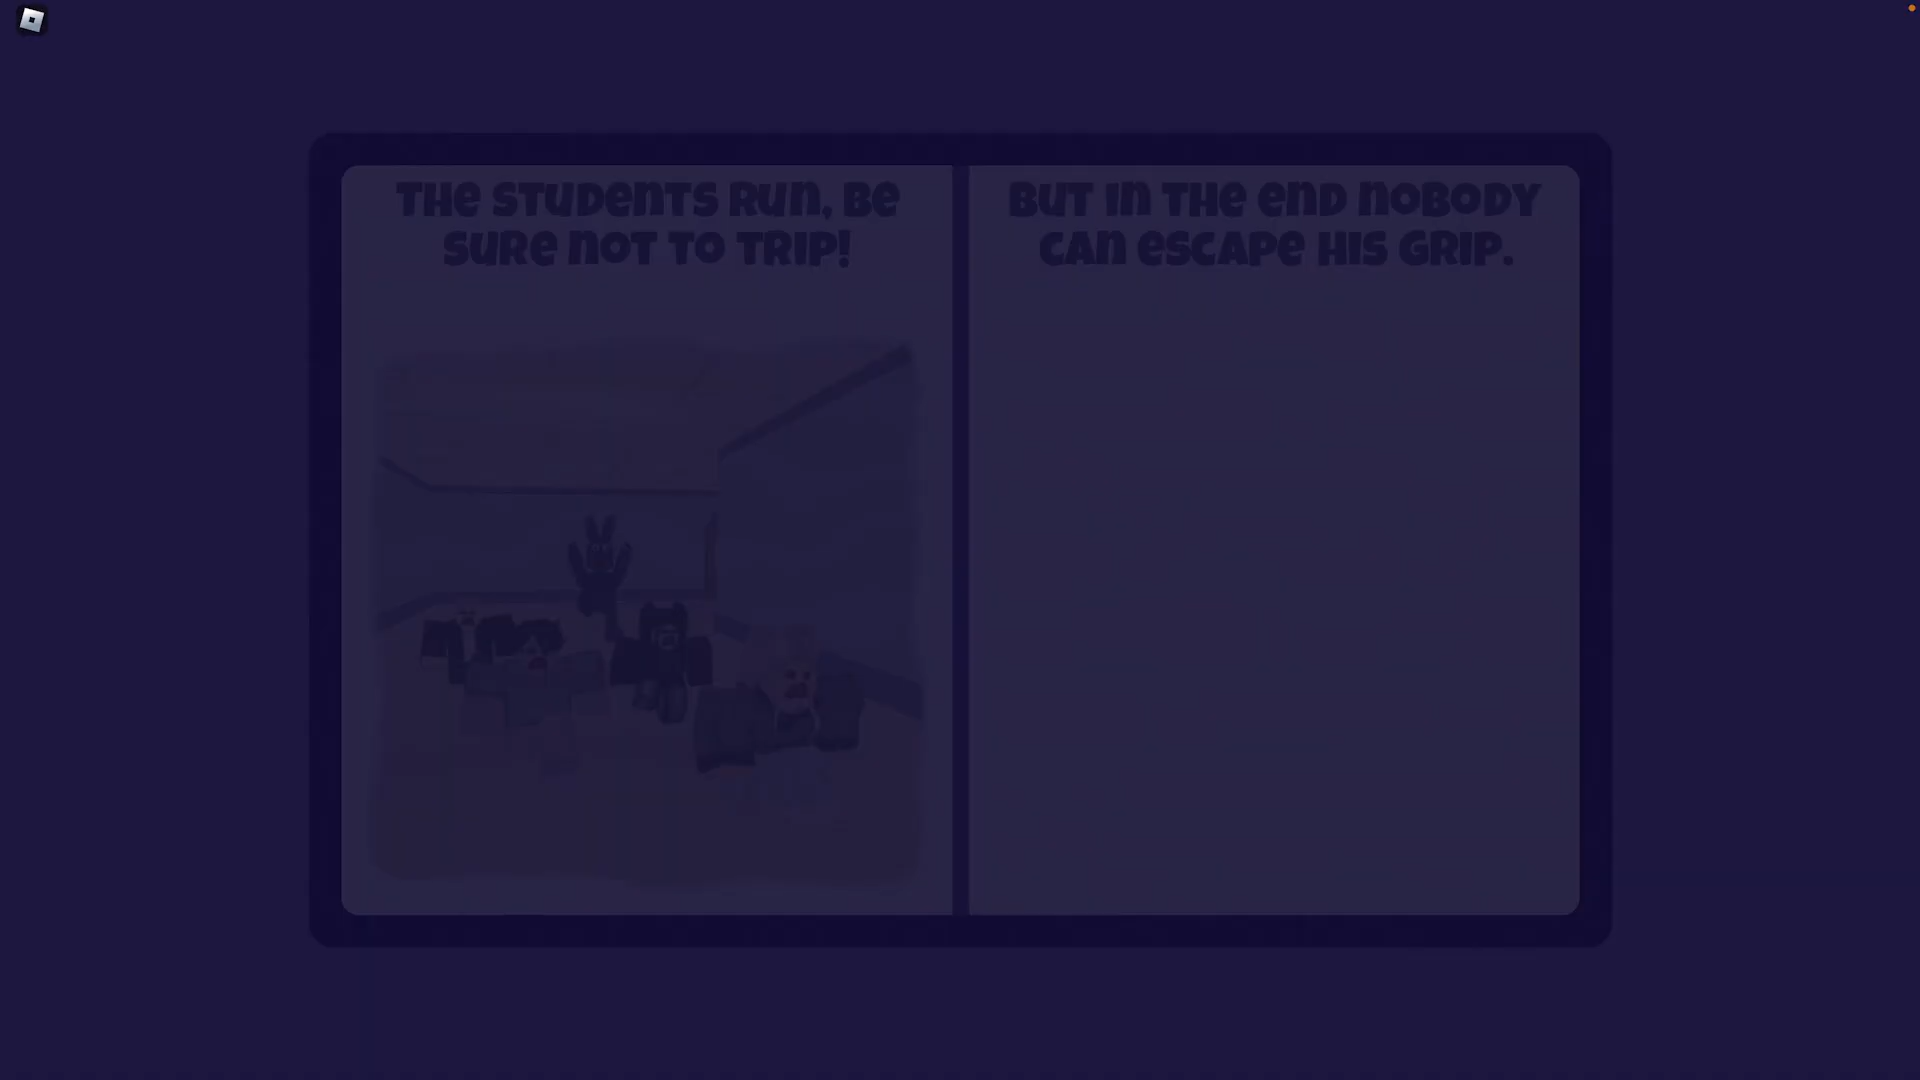 THE STUDENTS RUN, BE
SURE NOT TO TRIP!
BUT IN THE END NOBODY
CAN ESCAPE HIS GRIP.